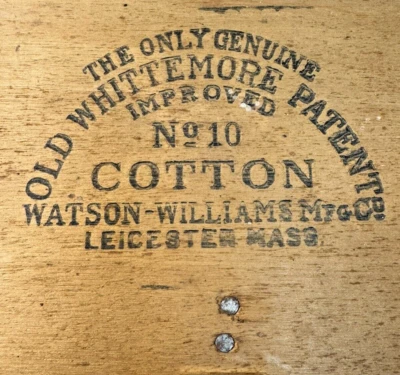 THE ONLY GENUINE
OLD WHITTEMORE PATENT
IMPROVED
No 10
COTTON
WATSON-WILLIAMS MFG Co.
LEICESTER MASS.